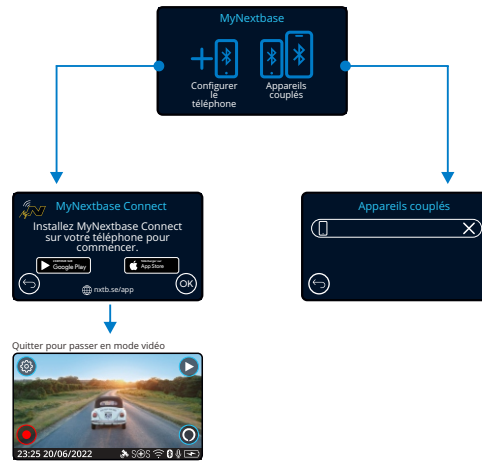 MyNextbase
Configurer
le
téléphone
Appareils
couplés
MyNextbase Connect
Installez MyNextbase Connect
sur votre téléphone pour
commencer.
Google Play
App Store
nxtb.se/app
OK
Appareils couplés
Quitter pour passer en mode vidéo
23:25 20/06/2022
SOS